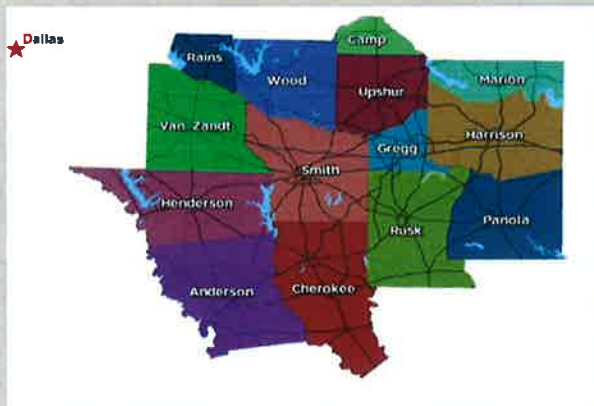 Dallas
Camp
Rains
Wood
Upshur
Marion
Van Zandt
Gregg
Harrison
Smith
Henderson
Rusk
Panola
Anderson
Cherokee